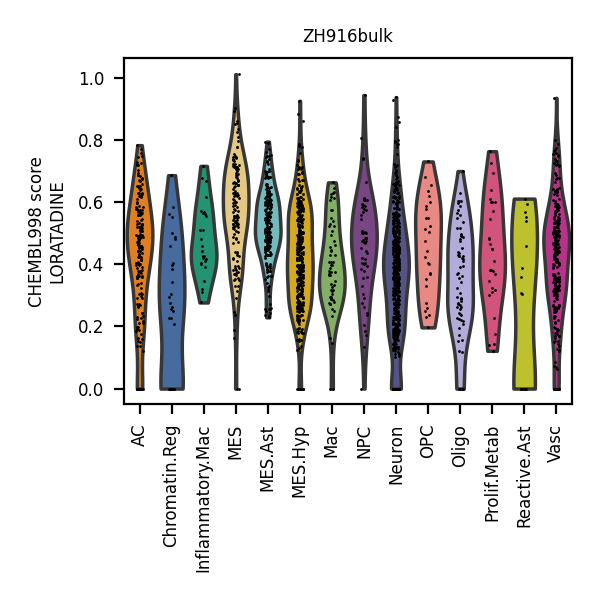 ZH916bulk
CHEMBL998 score
LORATADINE
1.0
0.8
0.6
0.4
0.2
0.0
AC
Chromatin.Reg
Inflammatory.Mac
MES
MES.Ast
MES.Hyp
Mac
NPC
Neuron
OPC
Oligo
Prolif.Metab
Reactive.Ast
Vasc